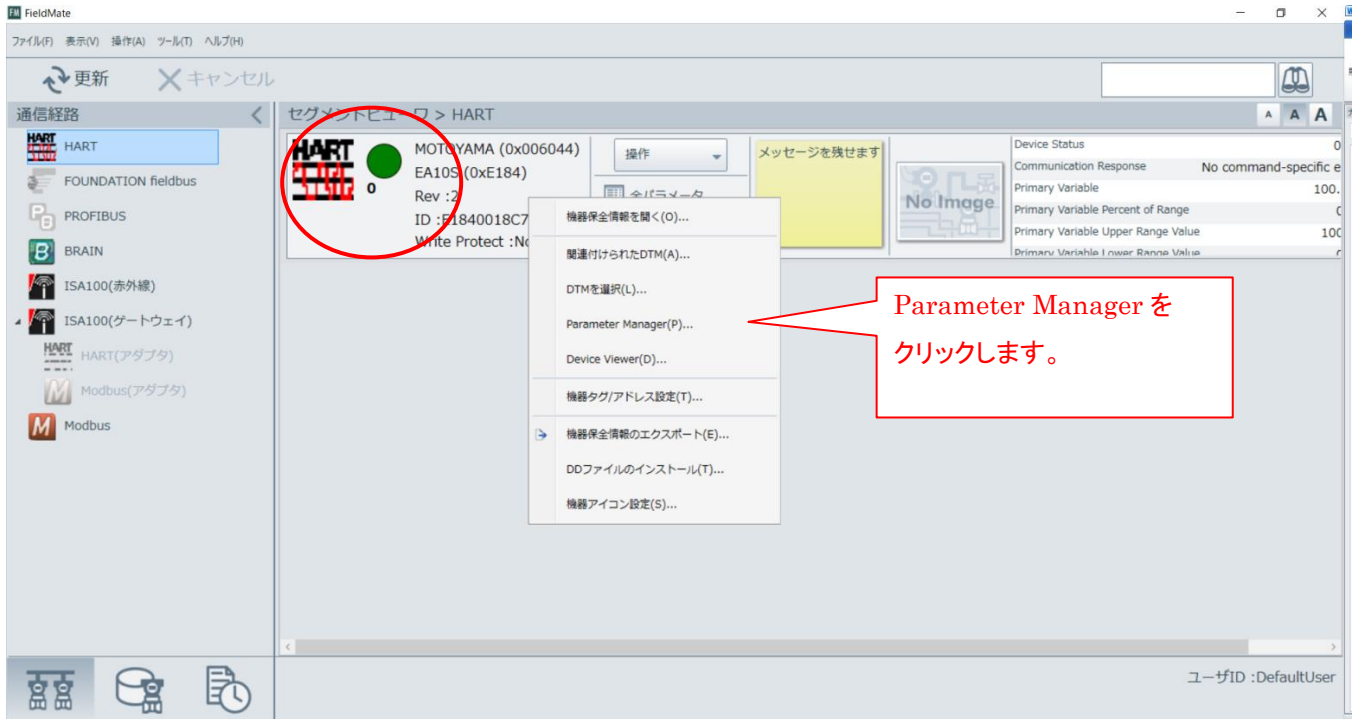 FM FieldMate
ファイル(F) 表示(V) 操作(A) ツール(T) ヘルプ(H)
更新 キャンセル
通信経路
セグメントビューワ > HART
A A A
HART HART
FOUNDATION fieldbus
PROFIBUS
BRAIN
ISA100(赤外線)
ISA100(ゲートウェイ)
HART HART(アダプタ)
Modbus(アダプタ)
Modbus
HART
0
MOTOYAMA (0x006044)
EA10S (0xE184)
Rev :2
ID :E1840018C7
Write Protect :No
操作
全パラメータ
メッセージを残せます
No Image
Device Status 0
Communication Response No command-specific e
Primary Variable 100.
Primary Variable Percent of Range
Primary Variable Upper Range Value 100
Primary Variable Lower Range Value
機器保全情報を開く(O)...
関連付けられたDTM(A)...
DTMを選択(L)...
Parameter Manager(P)...
Device Viewer(D)...
機器タグ/アドレス設定(T)...
機器保全情報のエクスポート(E)...
DDファイルのインストール(T)...
機器アイコン設定(S)...
Parameter Manager を
クリックします。
ユーザID :DefaultUser